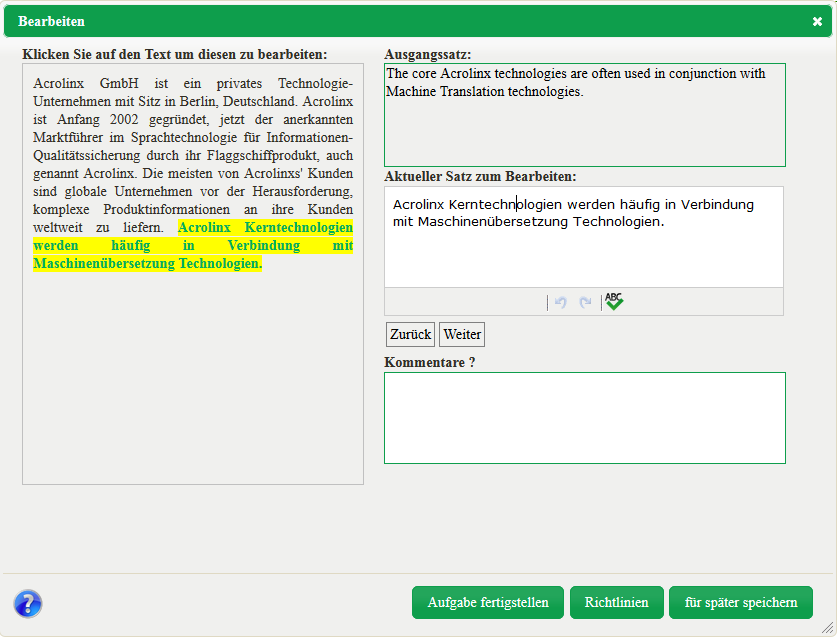 Bearbeiten
Klicken Sie auf den Text um diesen zu bearbeiten:
Acrolinx GmbH ist ein privates Technologie-
Unternehmen mit Sitz in Berlin, Deutschland. Acrolinx
ist Anfang 2002 gegründet, jetzt der anerkannten
Marktführer im Sprachtechnologie für Informationen-
Qualitätssicherung durch ihr Flaggschiffprodukt, auch
genannt Acrolinx. Die meisten von Acrolinxs' Kunden
sind globale Unternehmen vor der Herausforderung,
komplexe Produktinformationen an ihre Kunden
weltweit zu liefern. Acrolinx Kerntechnologien
werden häufig in Verbindung mit
Maschinenübersetzung Technologien.
Ausgangssatz:
The core Acrolinx technologies are often used in conjunction with
Machine Translation technologies.
Aktueller Satz zum Bearbeiten:
Acrolinx Kerntechnologien werden häufig in Verbindung
mit Maschinenübersetzung Technologien.
ABC
Zurück Weiter
Kommentare ?
? Aufgabe fertigstellen Richtlinien für später speichern